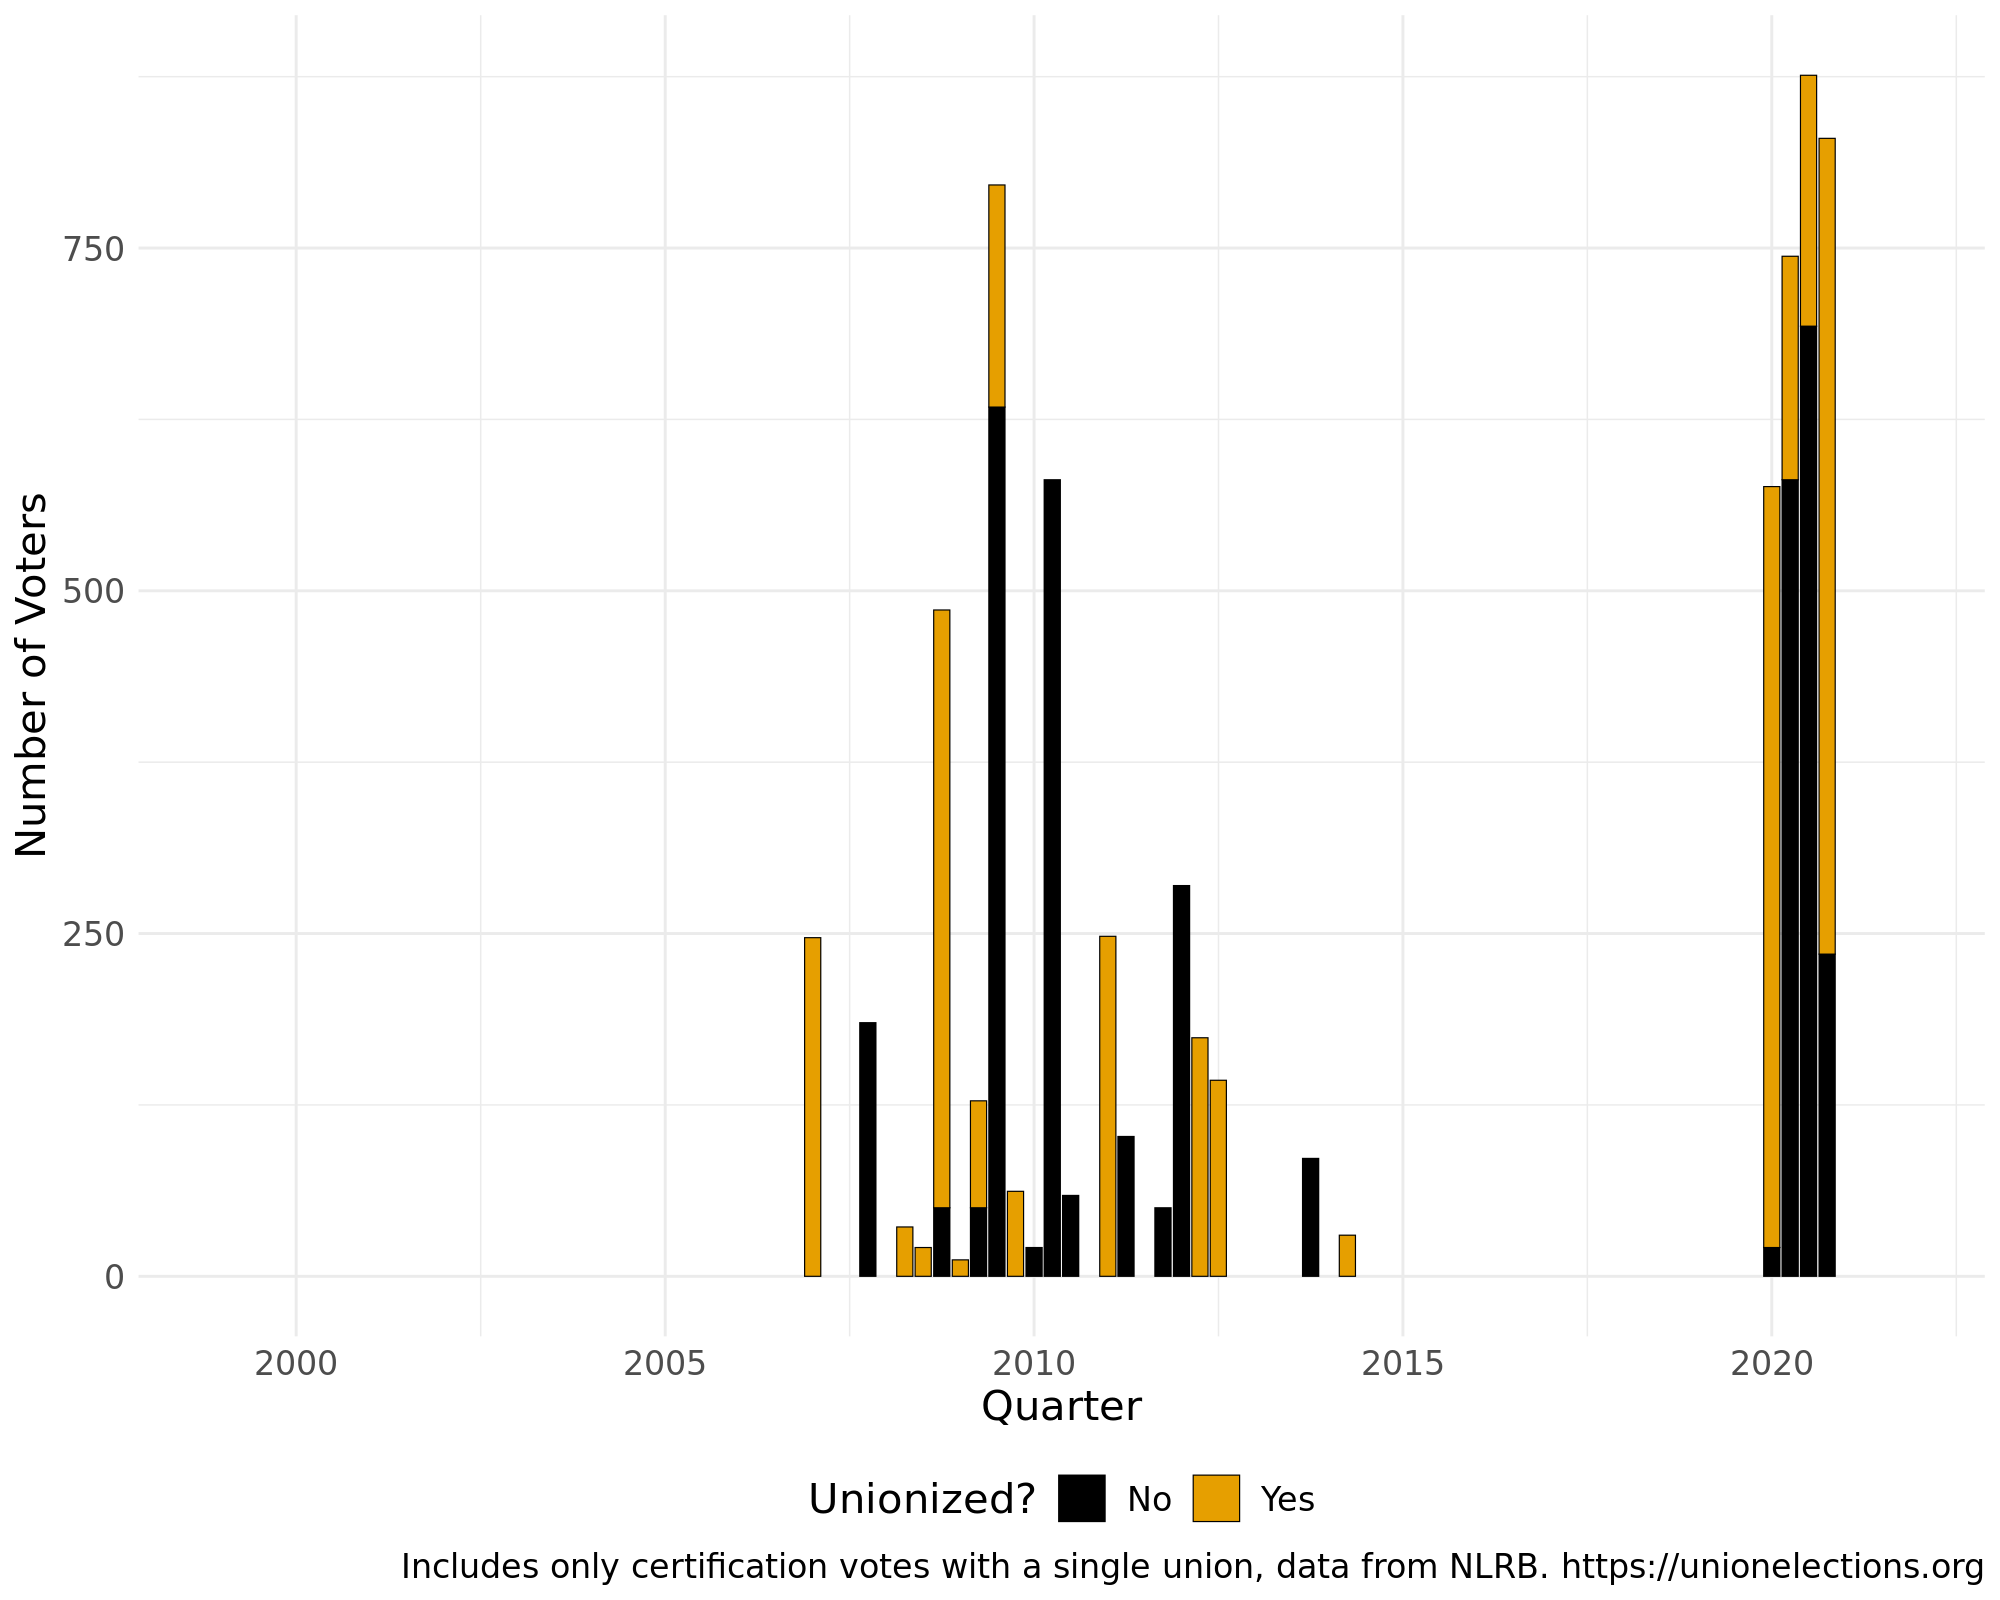 Number of Voters
750
500
250
0
2000 2005 2010 2015 2020
Quarter
Unionized? No Yes
Includes only certification votes with a single union, data from NLRB. https://unionelections.org